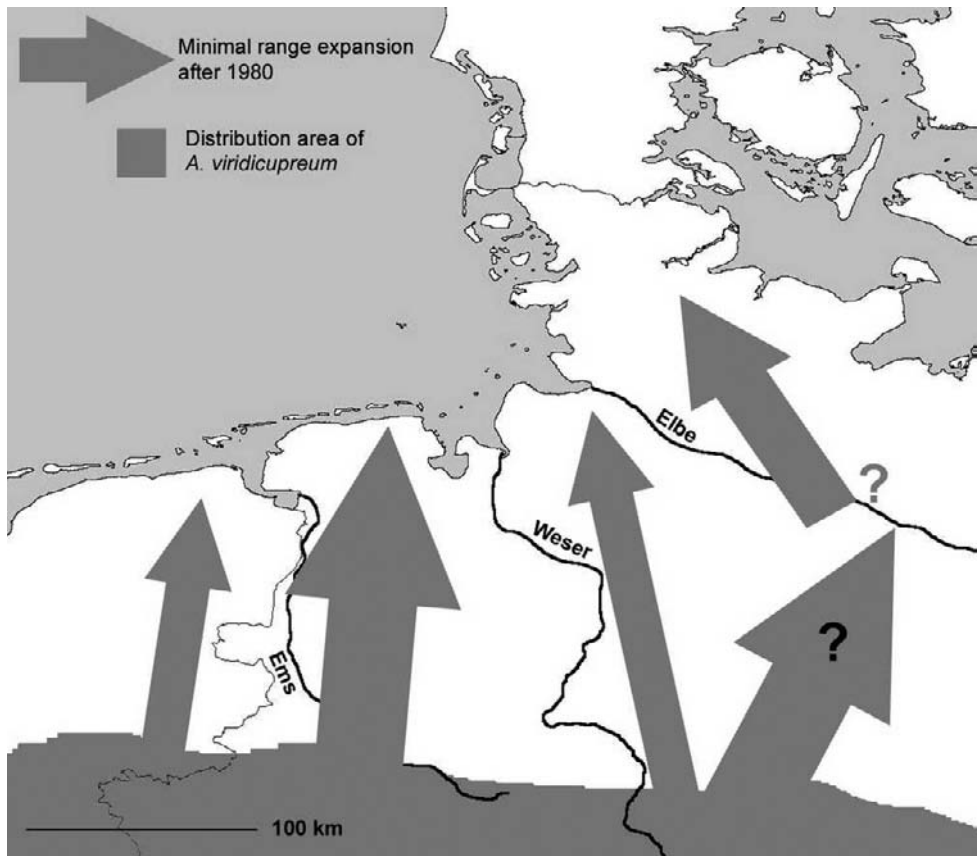 Minimal range expansion
after 1980
Distribution area of
A. viridicupreum
Elbe
?
Weser
?
Ems
100 km